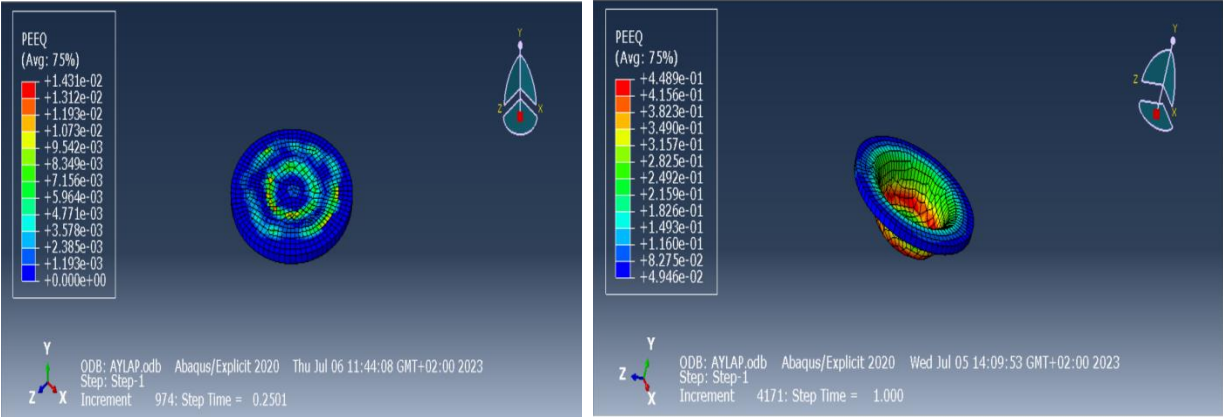 PEEQ
(Avg: 75%)
+1.431e-02
+1.312e-02
+1.193e-02
+1.073e-02
+9.542e-03
+8.349e-03
+7.156e-03
+5.964e-03
+4.771e-03
+3.578e-03
+2.385e-03
+1.193e-03
+0.000e+00
Y
Z X
Y
Z X
ODB: AYLAP.odb Abaqus/Explicit 2020 Thu Jul 06 11:44:08 GMT+02:00 2023
Step: Step-1
Increment 974: Step Time = 0.2501
PEEQ
(Avg: 75%)
+4.489e-01
+4.156e-01
+3.823e-01
+3.490e-01
+3.157e-01
+2.825e-01
+2.492e-01
+2.159e-01
+1.826e-01
+1.493e-01
+1.160e-01
+8.275e-02
+4.946e-02
Y
Z
X
Y
Z
X
ODB: AYLAP.odb Abaqus/Explicit 2020 Wed Jul 05 14:09:53 GMT+02:00 2023
Step: Step-1
Increment 4171: Step Time = 1.000